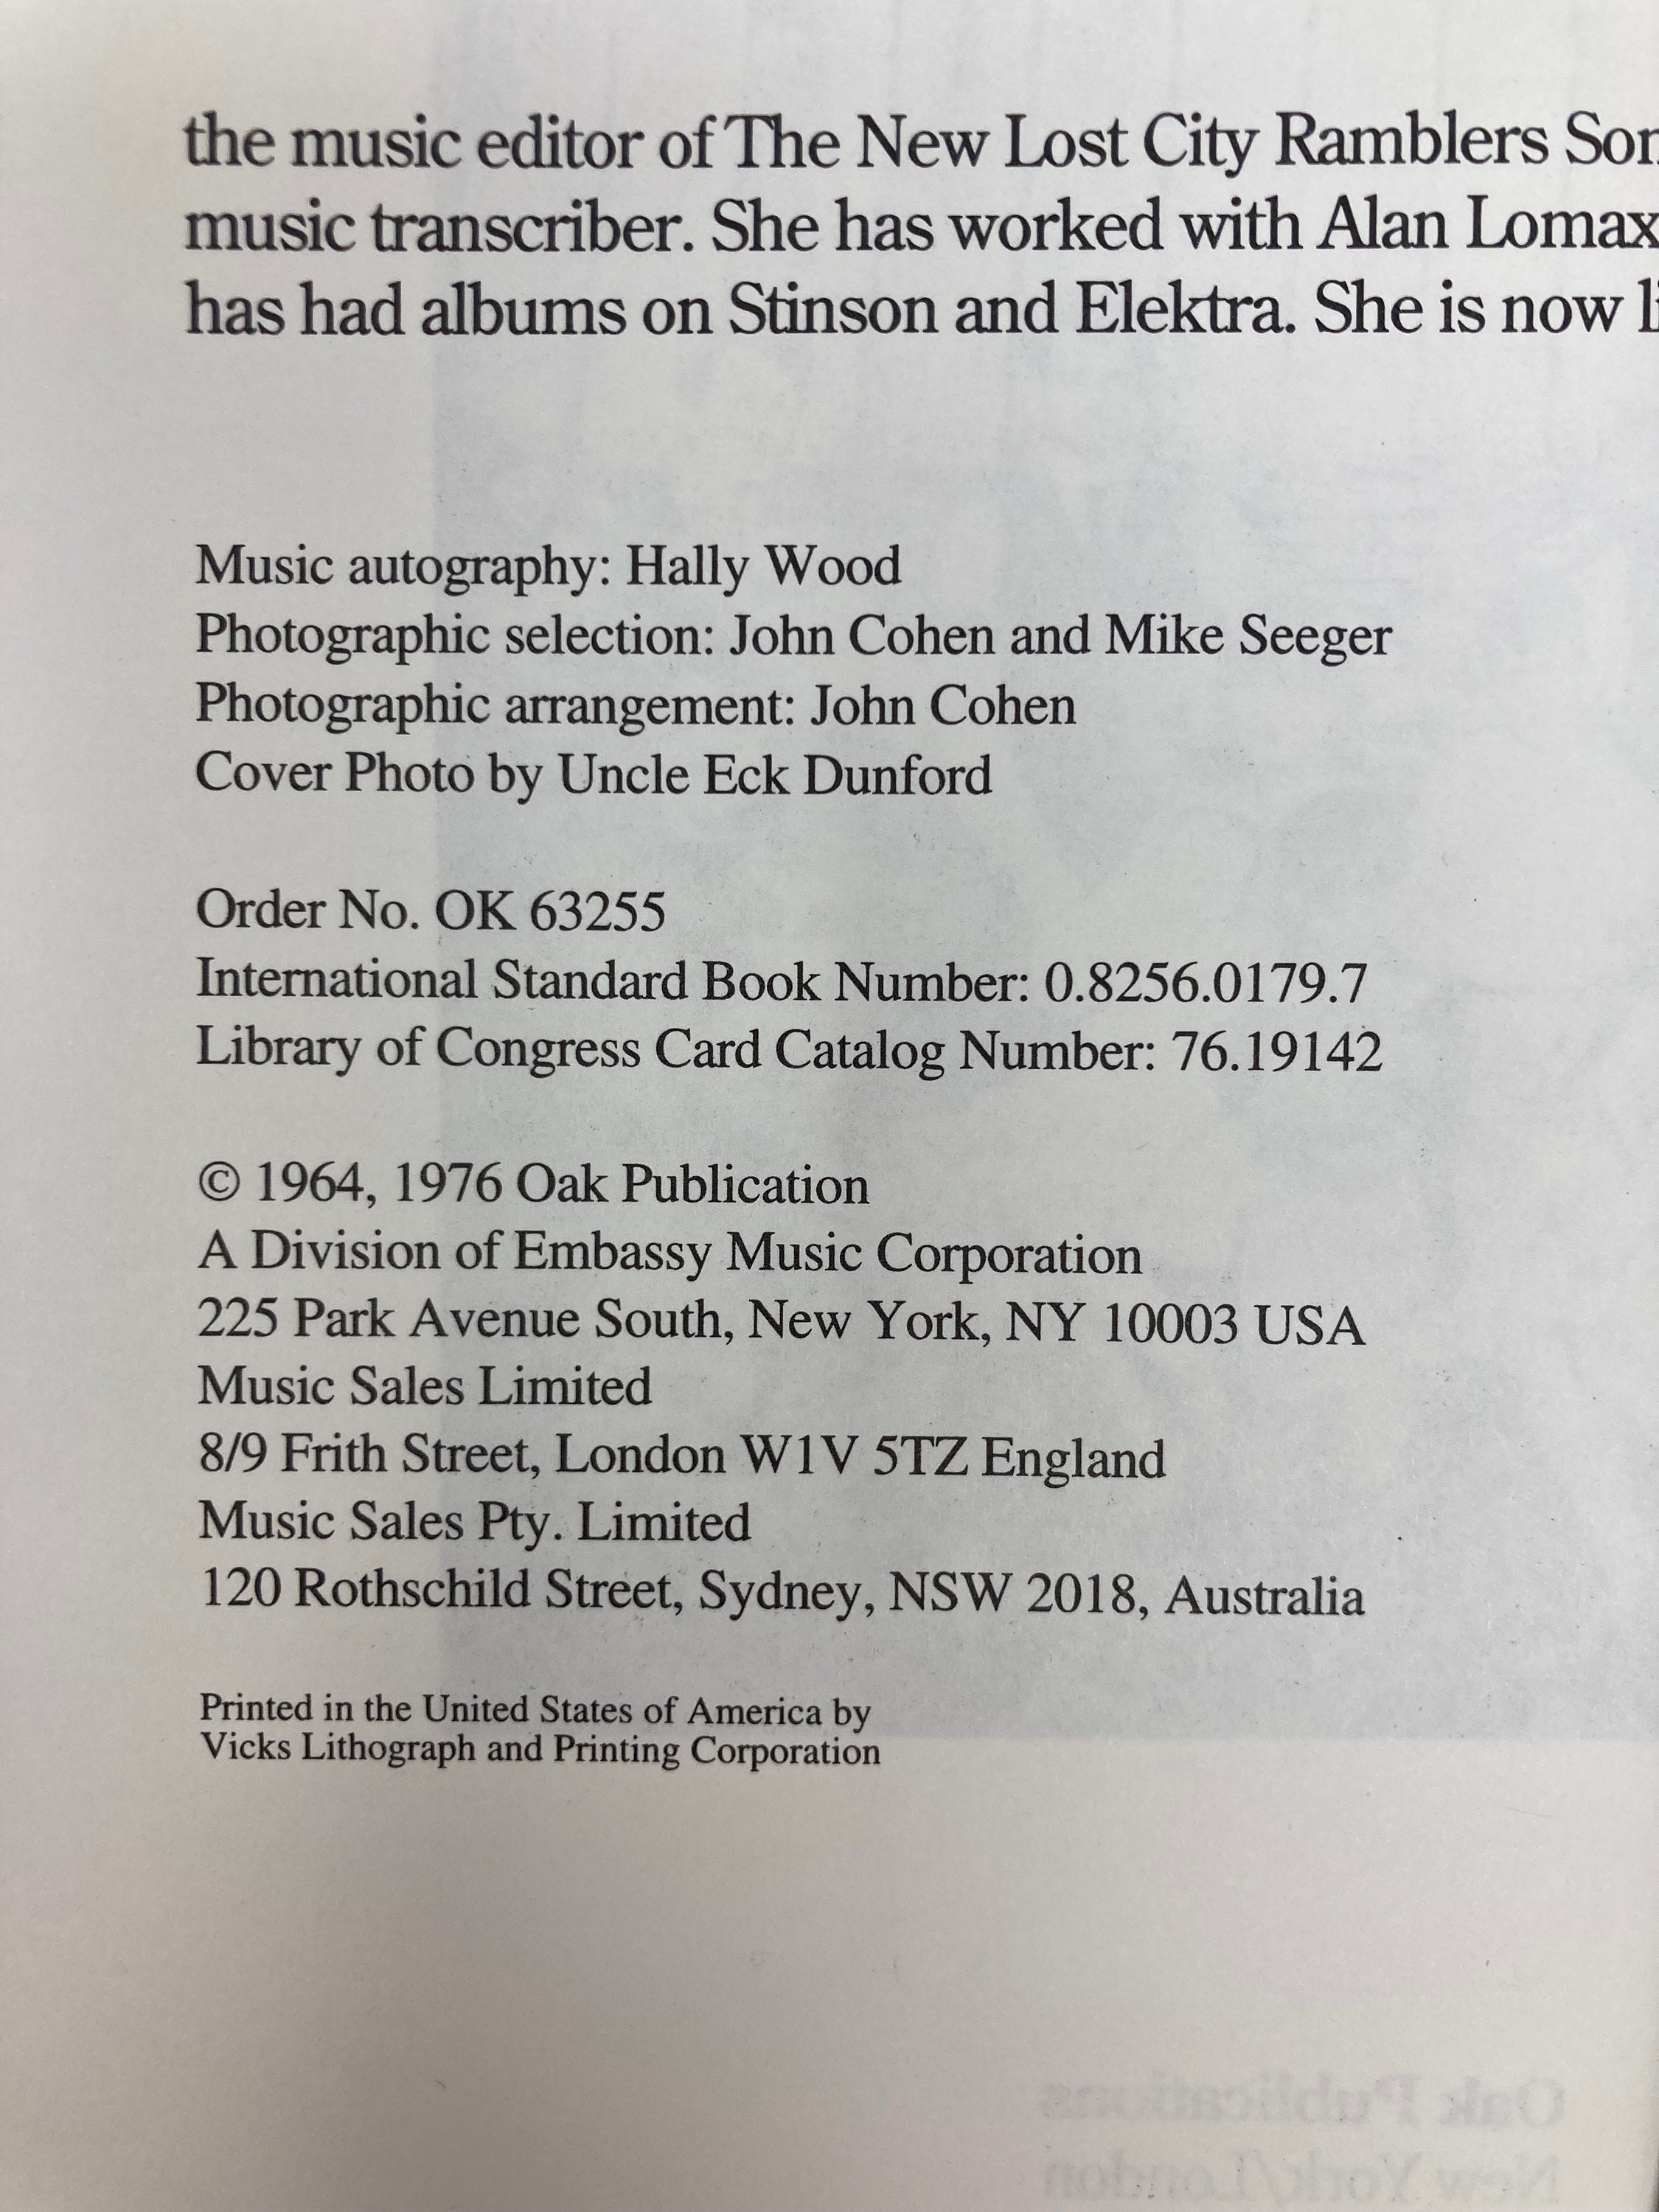 the music editor of The New Lost City Ramblers
music transcriber. She has worked with Alan Lomax
has had albums on Stinson and Elektra. She is now
Music autography: Hally Wood
Photographic selection: John Cohen and Mike Seeger
Photographic arrangement: John Cohen
Cover Photo by Uncle Eck Dunford
Order No. OK 63255
International Standard Book Number: 0.8256.0179.7
Library of Congress Card Catalog Number: 76.19142
© 1964, 1976 Oak Publication
A Division of Embassy Music Corporation
225 Park Avenue South, New York, NY 10003 USA
Music Sales Limited
8/9 Frith Street, London W1V 5TZ England
Music Sales Pty. Limited
120 Rothschild Street, Sydney, NSW 2018, Australia
Printed in the United States of America by
Vicks Lithograph and Printing Corporation
Oak Publications
New York/London